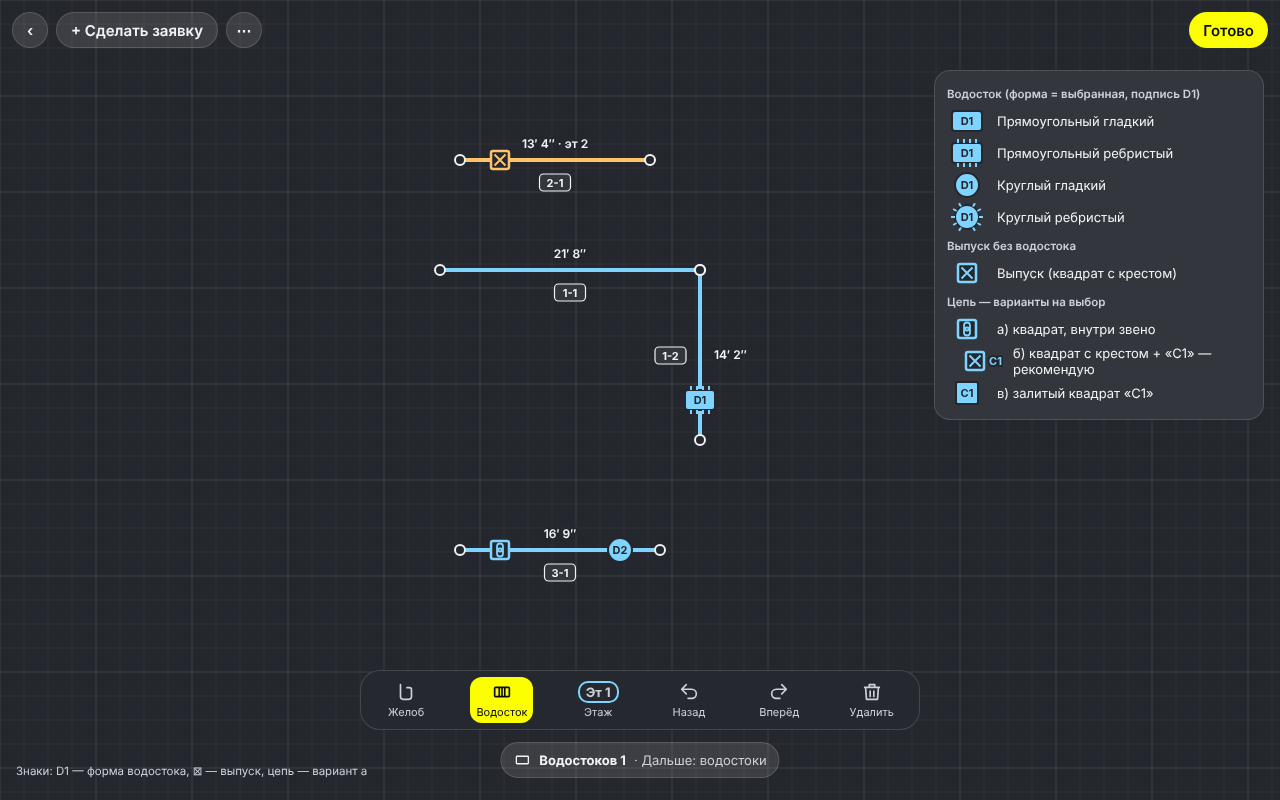 ‹
+ Сделать заявку
⋯
Готово
Водосток (форма = выбранная, подпись D1)
D1 Прямоугольный гладкий
D1 Прямоугольный ребристый
D1 Круглый гладкий
D1 Круглый ребристый
Выпуск без водостока
Выпуск (квадрат с крестом)
Цепь — варианты на выбор
а) квадрат, внутри звено
C1 б) квадрат с крестом + «C1» —
рекомендую
C1 в) залитый квадрат «C1»
13′ 4″ · эт 2
2-1
21′ 8″
1-1
1-2 14′ 2″
D1
16′ 9″
D2
3-1
Желоб
Водосток
Эт 1
Этаж
Назад
Вперёд
Удалить
Водостоков 1 · Дальше: водостоки
Знаки: D1 — форма водостока, ⊠ — выпуск, цепь — вариант а